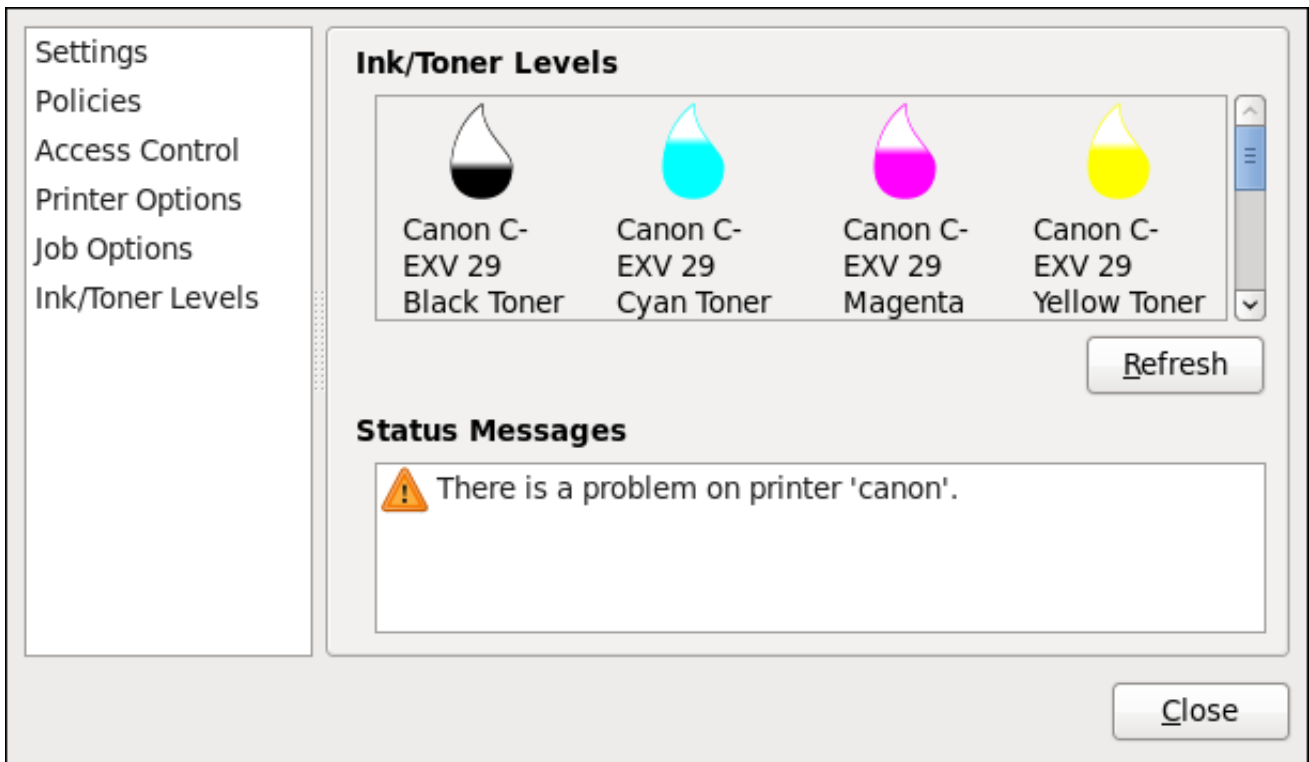 Settings
Policies
Access Control
Printer Options
Job Options
Ink/Toner Levels
Ink/Toner Levels
Canon C-
EXV 29
Black Toner
Canon C-
EXV 29
Cyan Toner
Canon C-
EXV 29
Magenta
Canon C-
EXV 29
Yellow Toner
Refresh
Status Messages
There is a problem on printer 'canon'.
Close